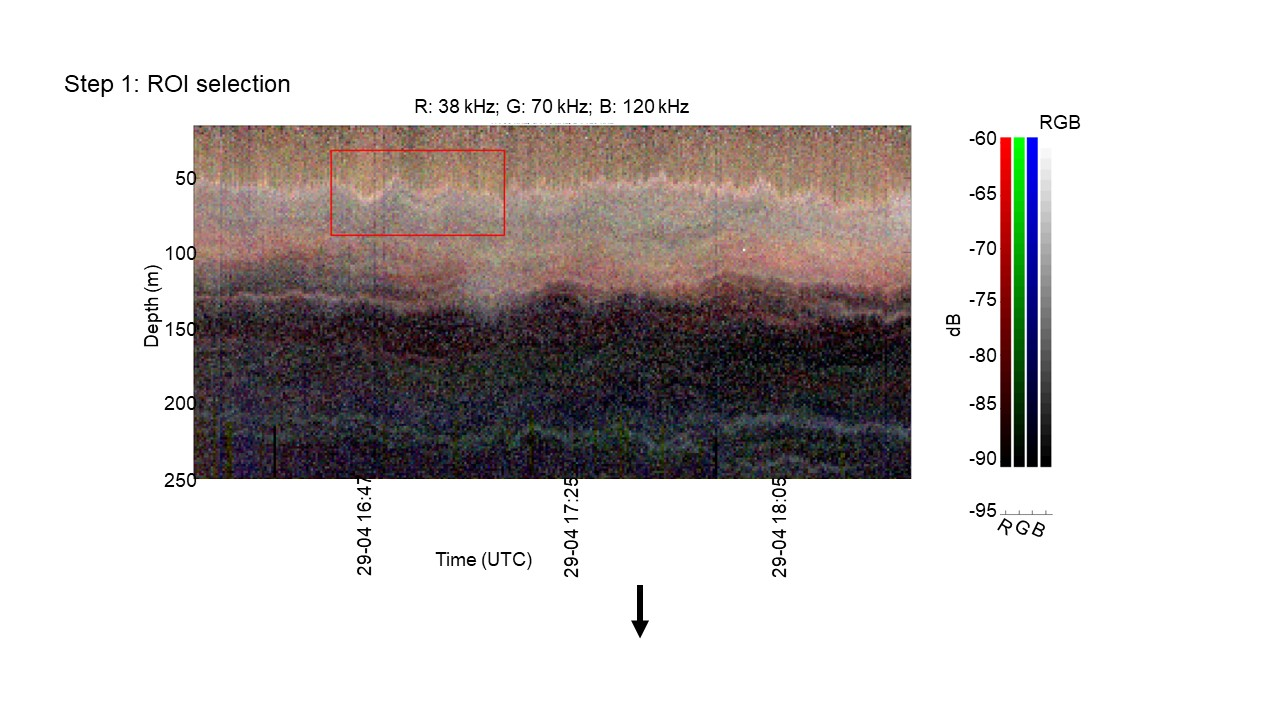 Step 1: ROI selection
R: 38 kHz; G: 70 kHz; B: 120 kHz
RGB
50
100
150
200
250
Depth (m)
29-04 16:47
29-04 17:25
29-04 18:05
Time (UTC)
-60
-65
-70
-75
-80
-85
-90
-95
dB
R G B